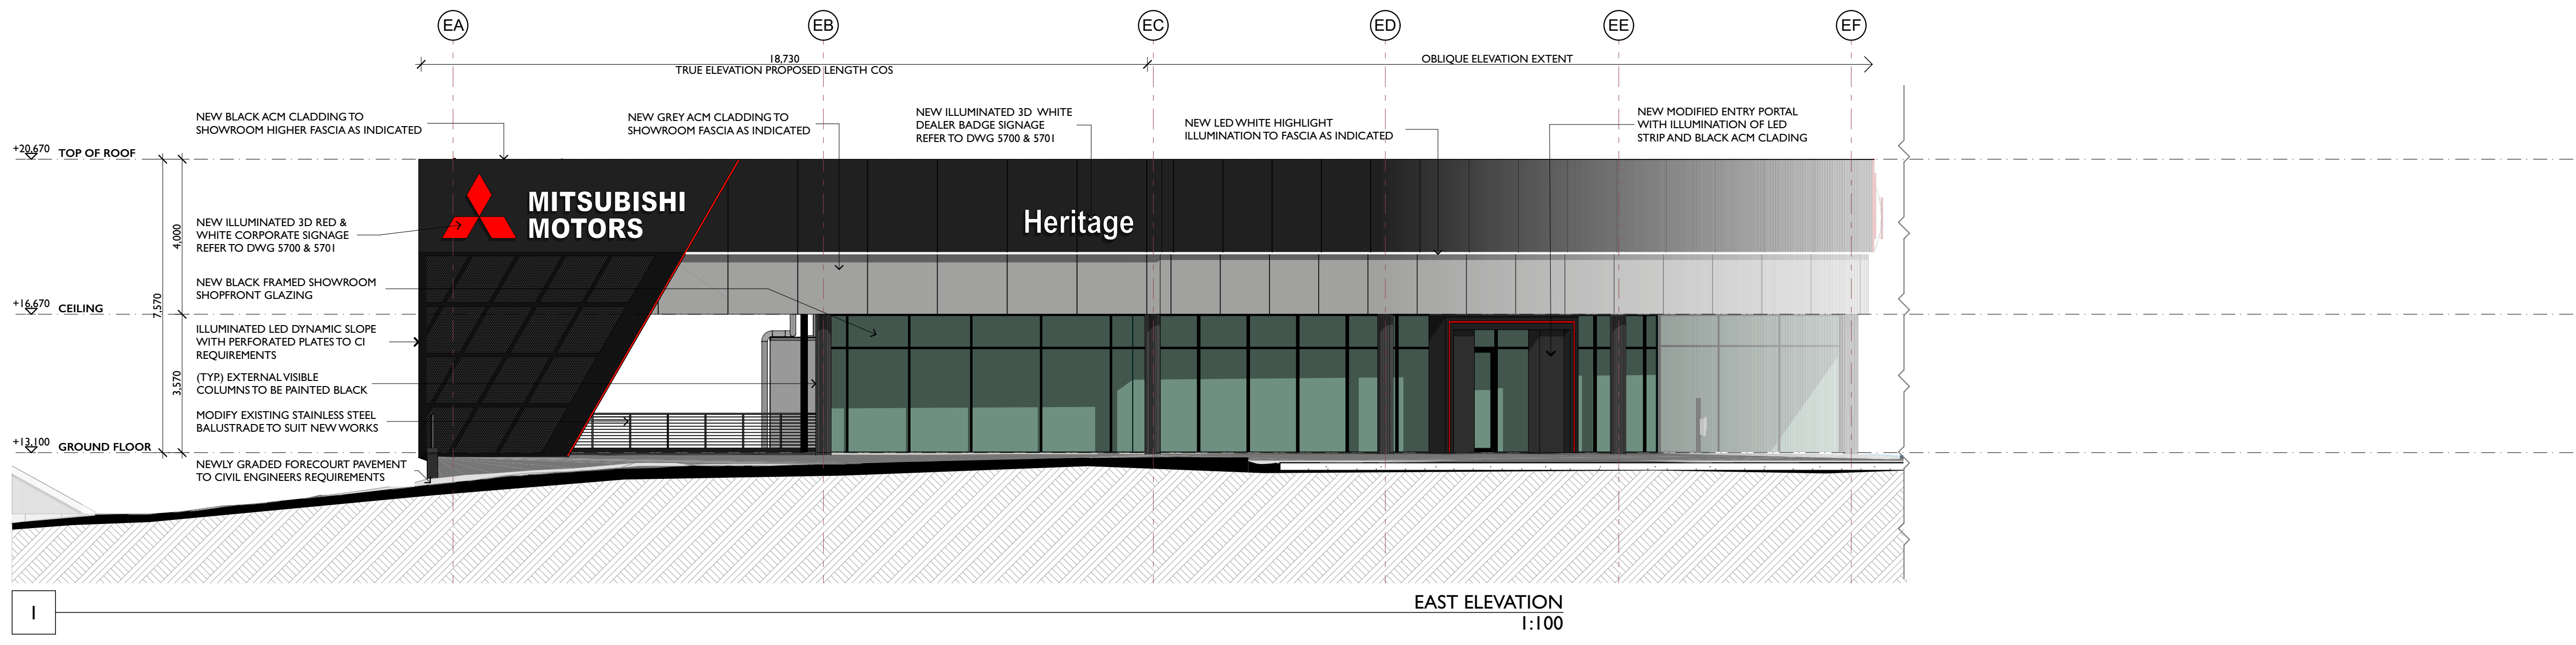 EA
EB
EC
ED
EE
EF
18,730
TRUE ELEVATION PROPOSED LENGTH COS
OBLIQUE ELEVATION EXTENT
NEW BLACK ACM CLADDING TO
SHOWROOM HIGHER FASCIA AS INDICATED
NEW GREY ACM CLADDING TO
SHOWROOM FASCIA AS INDICATED
NEW ILLUMINATED 3D WHITE
DEALER BADGE SIGNAGE
REFER TO DWG 5700 & 5701
NEW LED WHITE HIGHLIGHT
ILLUMINATION TO FASCIA AS INDICATED
NEW MODIFIED ENTRY PORTAL
WITH ILLUMINATION OF LED
STRIP AND BLACK ACM CLADING
+20,670
TOP OF ROOF
4,000
7,570
3,570
MITSUBISHI
MOTORS
Heritage
NEW ILLUMINATED 3D RED &
WHITE CORPORATE SIGNAGE
REFER TO DWG 5700 & 5701
NEW BLACK FRAMED SHOWROOM
SHOPFRONT GLAZING
+16,670
CEILING
ILLUMINATED LED DYNAMIC SLOPE
WITH PERFORATED PLATES TO CI
REQUIREMENTS
(TYP.) EXTERNAL VISIBLE
COLUMNS TO BE PAINTED BLACK
MODIFY EXISTING STAINLESS STEEL
BALUSTRADE TO SUIT NEW WORKS
+13,100
GROUND FLOOR
NEWLY GRADED FORECOURT PAVEMENT
TO CIVIL ENGINEERS REQUIREMENTS
1
EAST ELEVATION
1:100